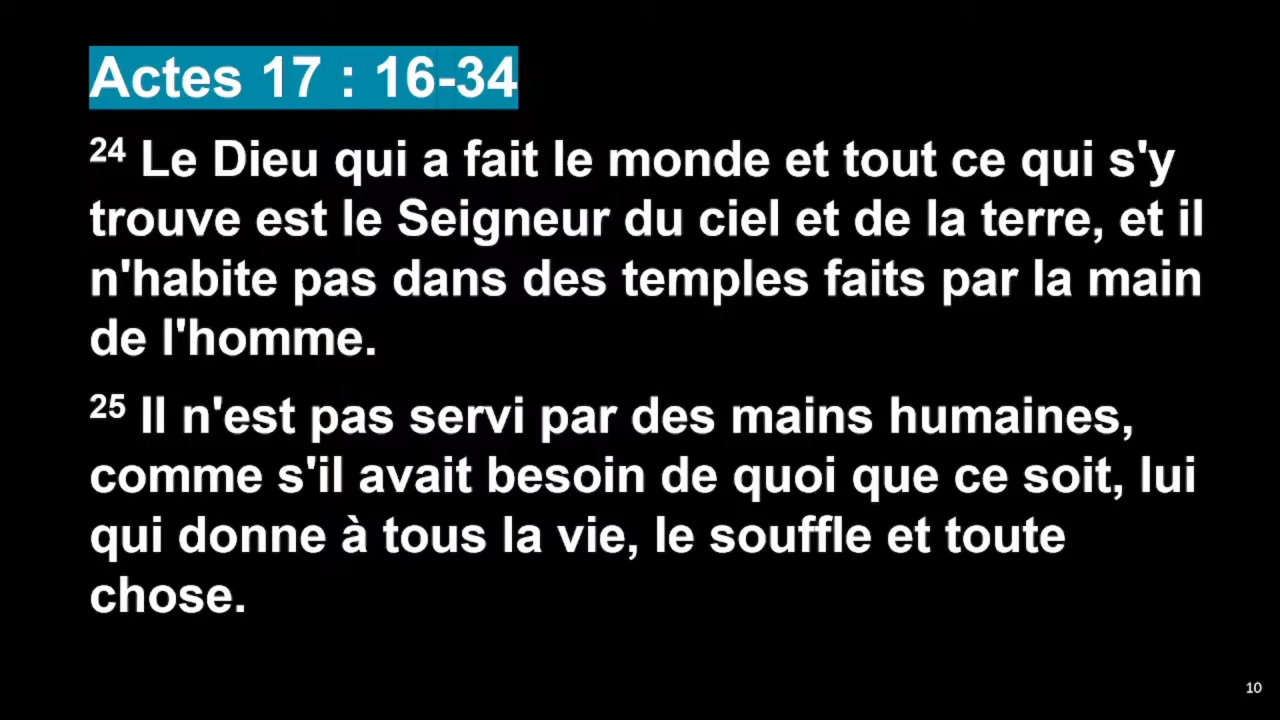 Actes 17 : 16-34
24 Le Dieu qui a fait le monde et tout ce qui s'y
trouve est le Seigneur du ciel et de la terre, et il
n'habite pas dans des temples faits par la main
de l'homme.
25 Il n'est pas servi par des mains humaines,
comme s'il avait besoin de quoi que ce soit, lui
qui donne à tous la vie, le souffle et toute
chose.
10